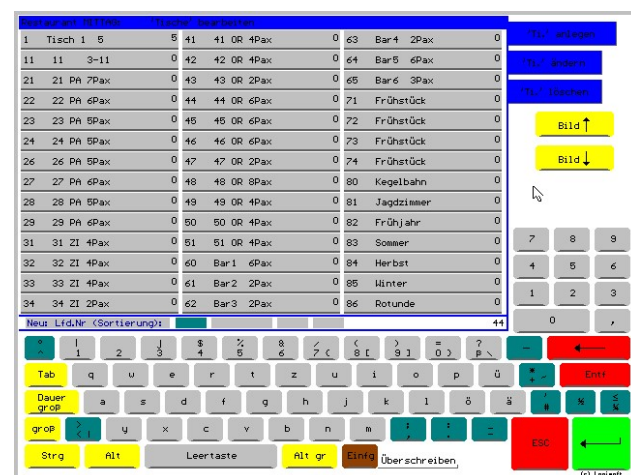 Restaurant MITTAG "Tische" bearbeiten
1 Tisch 1 5 5 41 41 OR 4Pax 0 63 Bar4 2Pax 0
11 11 3-11 0 42 42 OR 4Pax 0 64 Bar5 6Pax 0
21 21 PA 7Pax 0 43 43 OR 2Pax 0 65 Bar6 3Pax 0
22 22 PA 6Pax 0 44 44 OR 6Pax 0 71 Frühstück 0
23 23 PA 5Pax 0 45 45 OR 6Pax 0 72 Frühstück 0
24 24 PA 5Pax 0 46 46 OR 6Pax 0 73 Frühstück 0
26 26 PA 5Pax 0 47 47 OR 2Pax 0 74 Frühstück 0
27 27 PA 6Pax 0 48 48 OR 8Pax 0 80 Kegelbahn 0
28 28 PA 5Pax 0 49 49 OR 4Pax 0 81 Jagdzimmer 0
29 29 PA 6Pax 0 50 50 OR 4Pax 0 82 Frühjahr 0
31 31 ZI 4Pax 0 51 51 OR 4Pax 0 83 Sommer 0
32 32 ZI 4Pax 0 60 Bar1 6Pax 0 84 Herbst 0
33 33 ZI 4Pax 0 61 Bar2 2Pax 0 85 Winter 0
34 34 ZI 2Pax 0 62 Bar3 2Pax 0 86 Rotunde 0
Neu: Lfd.Nr (Sortierung): 44
"Ti." anlegen
"Ti." ändern
"Ti." löschen
Bild ↑
Bild ↓
7 8 9
4 5 6
1 2 3
0 ,
° ^ ! 1 2 3 $ 4 % 5 & 6 / 7 { ( 8 [ ) 9 ] = 0 } ? β \ - ←
Tab q w e r t z u i o p ü * + ~ Entf
Dauer groß a s d f g h j k l ö ä ' # % §
groß > < | y x c v b n m ; , : . _ -
Strg Alt Leertaste Alt gr Einfg Überschreiben ESC